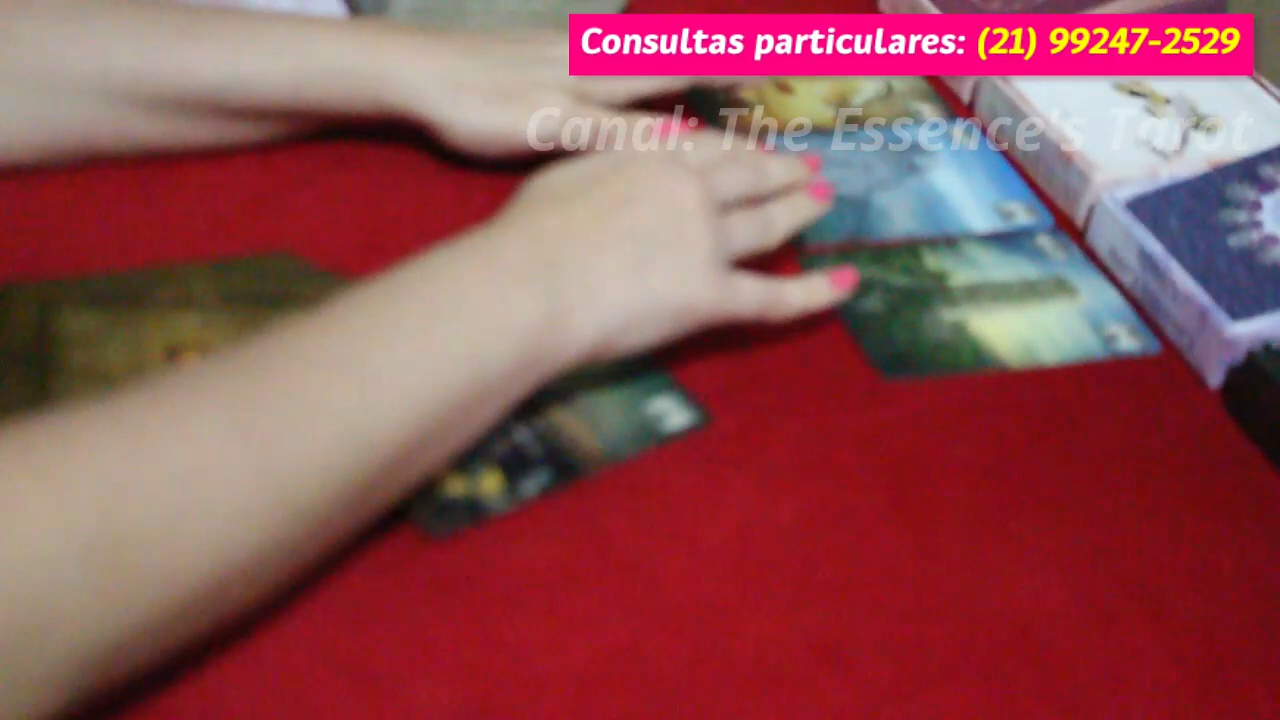 Consultas particulares: (21) 99247-2529
Canal: The Essence's Tarot